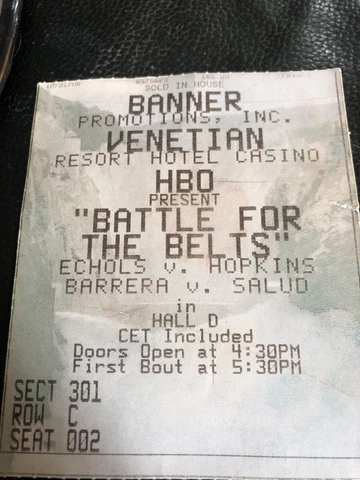 SOLD IN HOUSE
BANNER
PROMOTIONS, INC.
VENETIAN
RESORT HOTEL CASINO
HBO
PRESENT
"BATTLE FOR
THE BELTS"
ECHOLS v. HOPKINS
BARRERA v. SALUD
in
HALL D
CET Included
Doors Open at 4:30PM
First Bout at 5:30PM
SECT 301
ROW C
SEAT 002